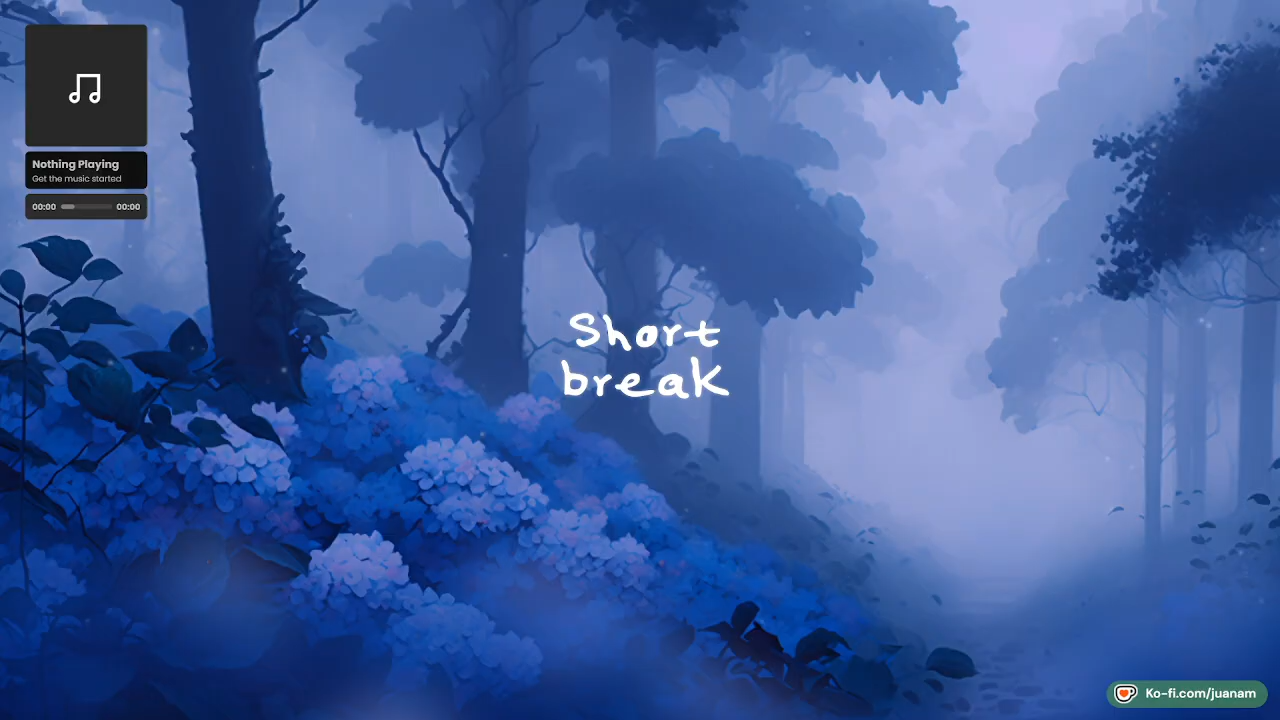 Nothing Playing
Get the music started
00:00 00:00
Short
break
Ko-fi.com/juanam